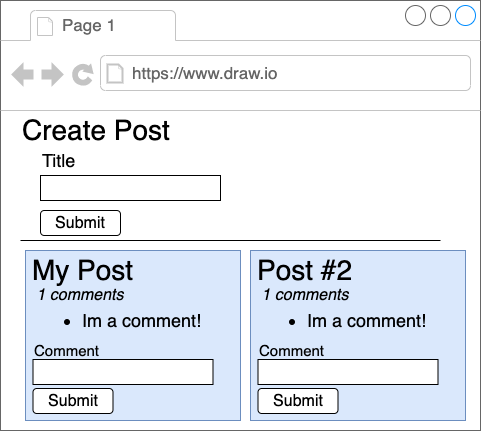 Page 1
https://www.draw.io
Create Post
Title
Submit
My Post
1 comments
• Im a comment!
Comment
Submit
Post #2
1 comments
• Im a comment!
Comment
Submit